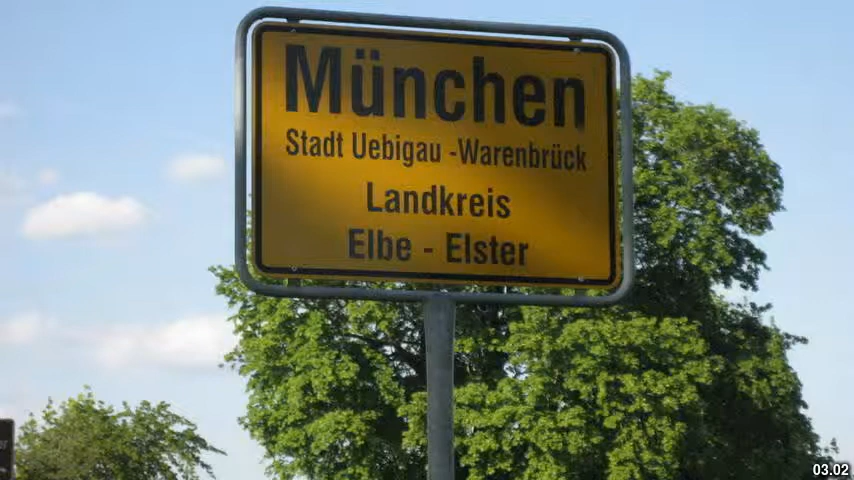 München
Stadt Uebigau -Warenbrück
Landkreis
Elbe - Elster
03.02